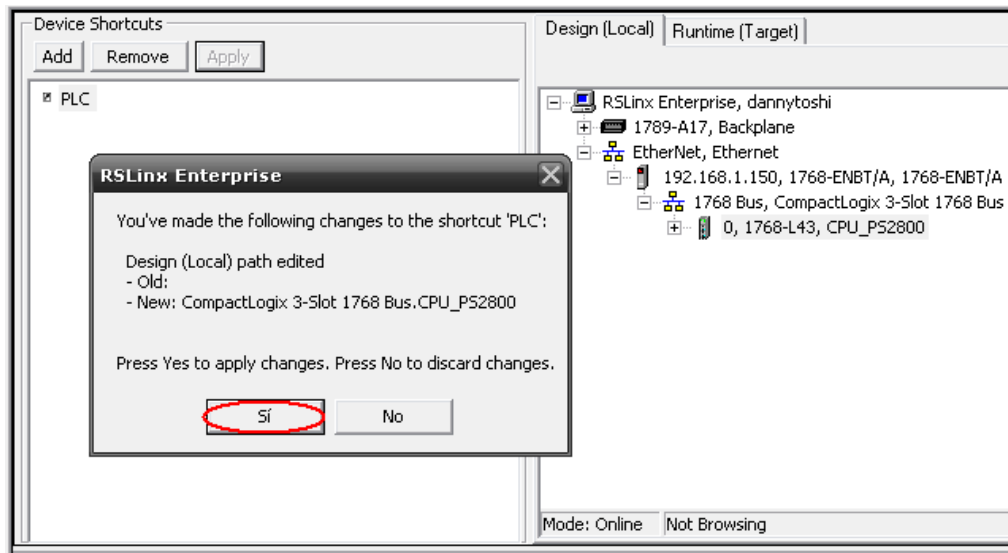 Device Shortcuts
Add Remove Apply
PLC
RSLinx Enterprise
You've made the following changes to the shortcut 'PLC':
Design (Local) path edited
- Old:
- New: CompactLogix 3-Slot 1768 Bus.CPU_PS2800
Press Yes to apply changes. Press No to discard changes.
Sí No
Design (Local) Runtime (Target)
RSLinx Enterprise, dannytoshi
1789-A17, Backplane
EtherNet, Ethernet
192.168.1.150, 1768-ENBT/A, 1768-ENBT/A
1768 Bus, CompactLogix 3-Slot 1768 Bus
0, 1768-L43, CPU_PS2800
Mode: Online Not Browsing